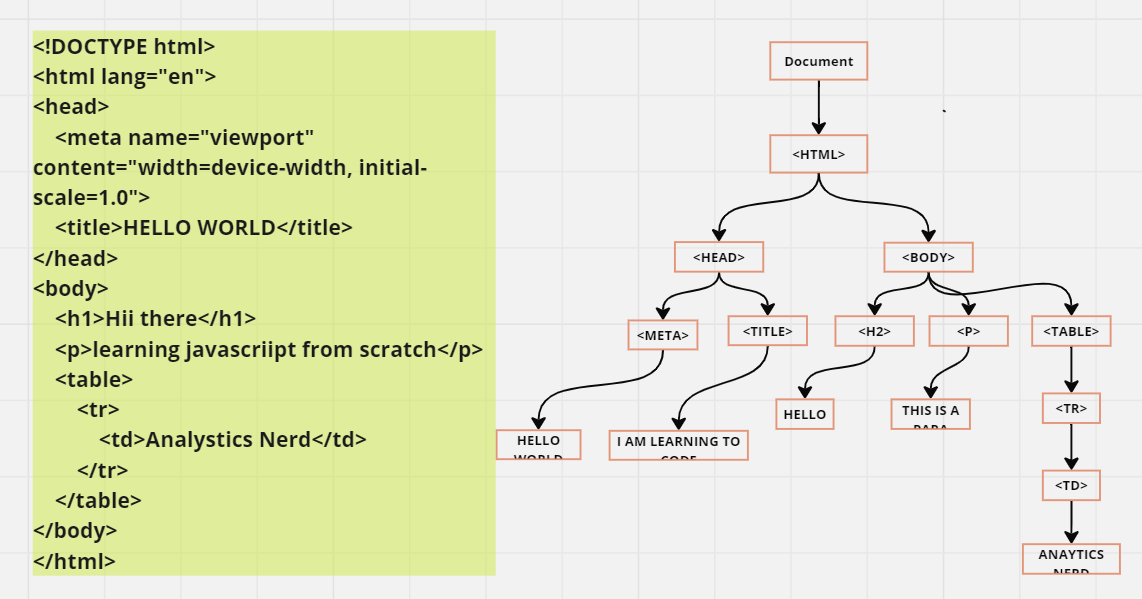 <!DOCTYPE html>
<html lang="en">
<head>
<meta name="viewport"
content="width=device-width, initial-
scale=1.0">
<title>HELLO WORLD</title>
</head>
<body>
<h1>Hii there</h1>
<p>learning javascriipt from scratch</p>
<table>
<tr>
<td>Analystics Nerd</td>
</tr>
</table>
</body>
</html>
Document
<HTML>
<HEAD>
<BODY>
<META>
<TITLE>
<H2>
<P>
<TABLE>
HELLO
WORLD
I AM LEARNING TO
CODE
HELLO
THIS IS A
PARA
<TR>
<TD>
ANAYTICS
NERD